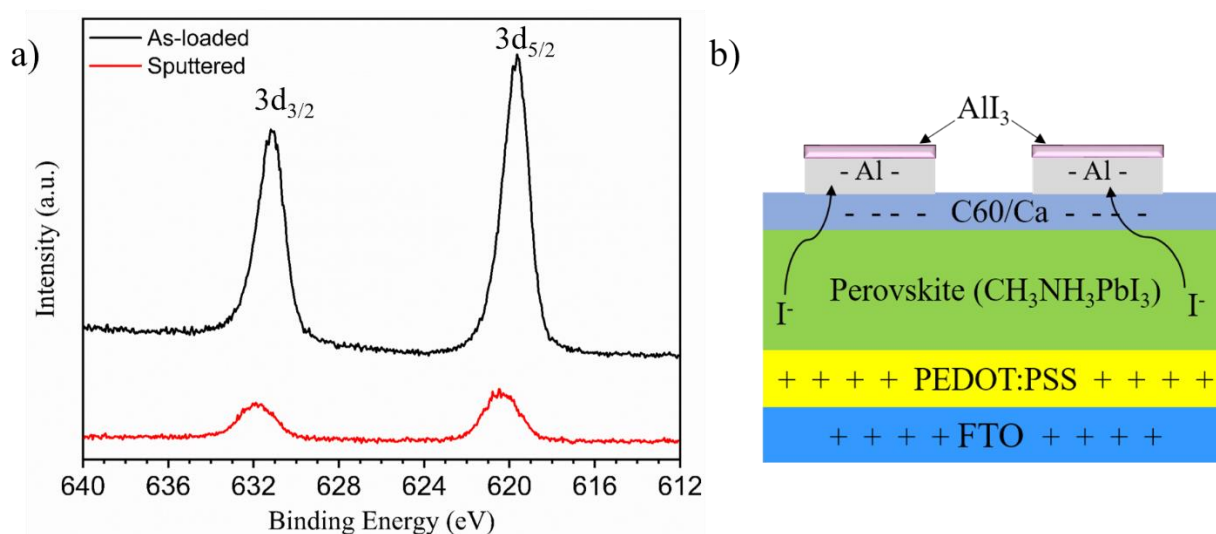 a)
As-loaded
Sputtered
3d3/2
3d5/2
Intensity (a.u.)
640 636 632 628 624 620 616 612
Binding Energy (eV)
b)
AlI3
- Al - - Al -
- - - - C60/Ca - - - -
Perovskite (CH3NH3PbI3)
I- I-
+ + + + PEDOT:PSS + + + +
+ + + + FTO + + + +